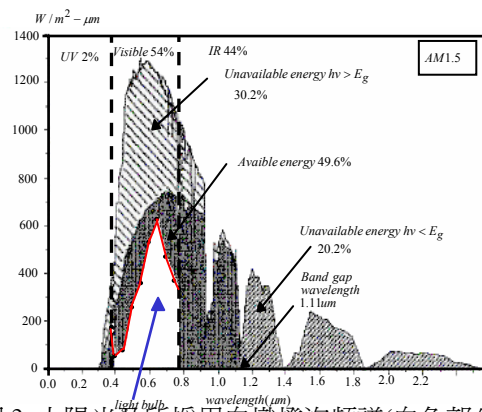 W / m² − μm
UV 2% Visible 54% IR 44%
AM1.5
Unavailable energy hν > Eg
30.2%
Avaible energy 49.6%
Unavailable energy hν < Eg
20.2%
Band gap
wavelength
1.11um
1400
1200
1000
800
600
400
200
0
0.0 0.2 0.4 0.6 0.8 1.0 1.2 1.4 1.6 1.8 2.0 2.2
light bulb
wavelength(μm)